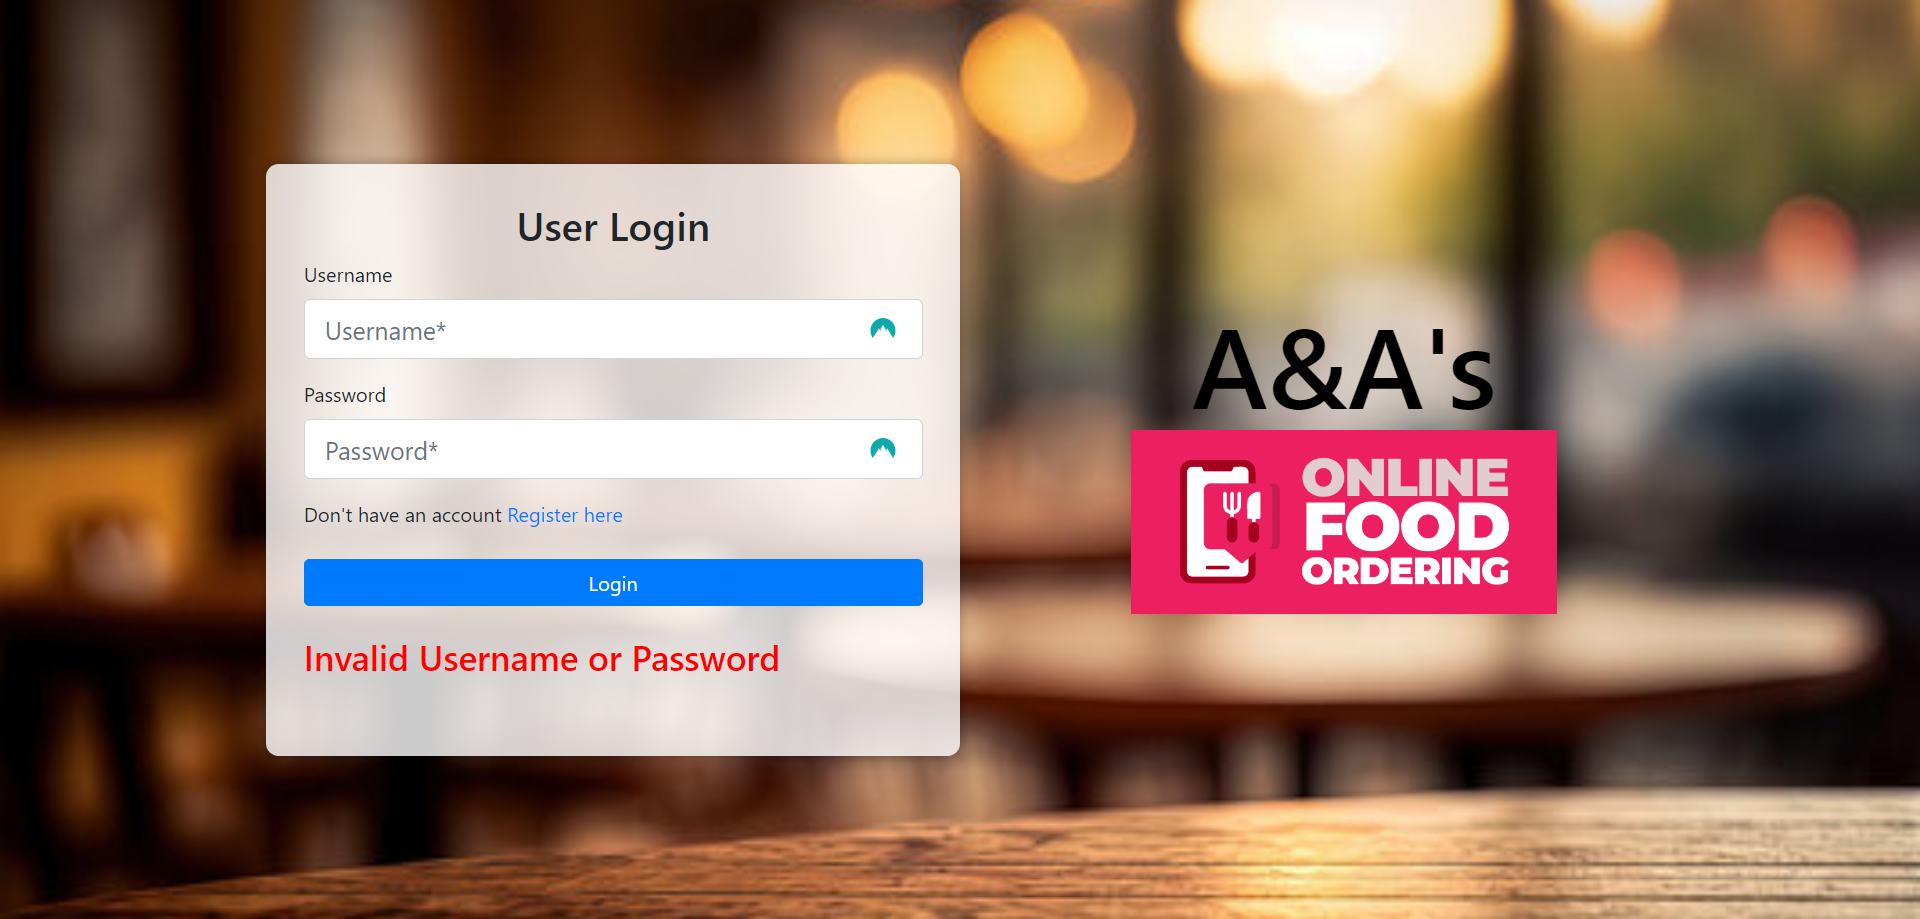 User Login
Username
Username*
Password
Password*
Don't have an account Register here
Login
Invalid Username or Password
A&A's
ONLINE
FOOD
ORDERING